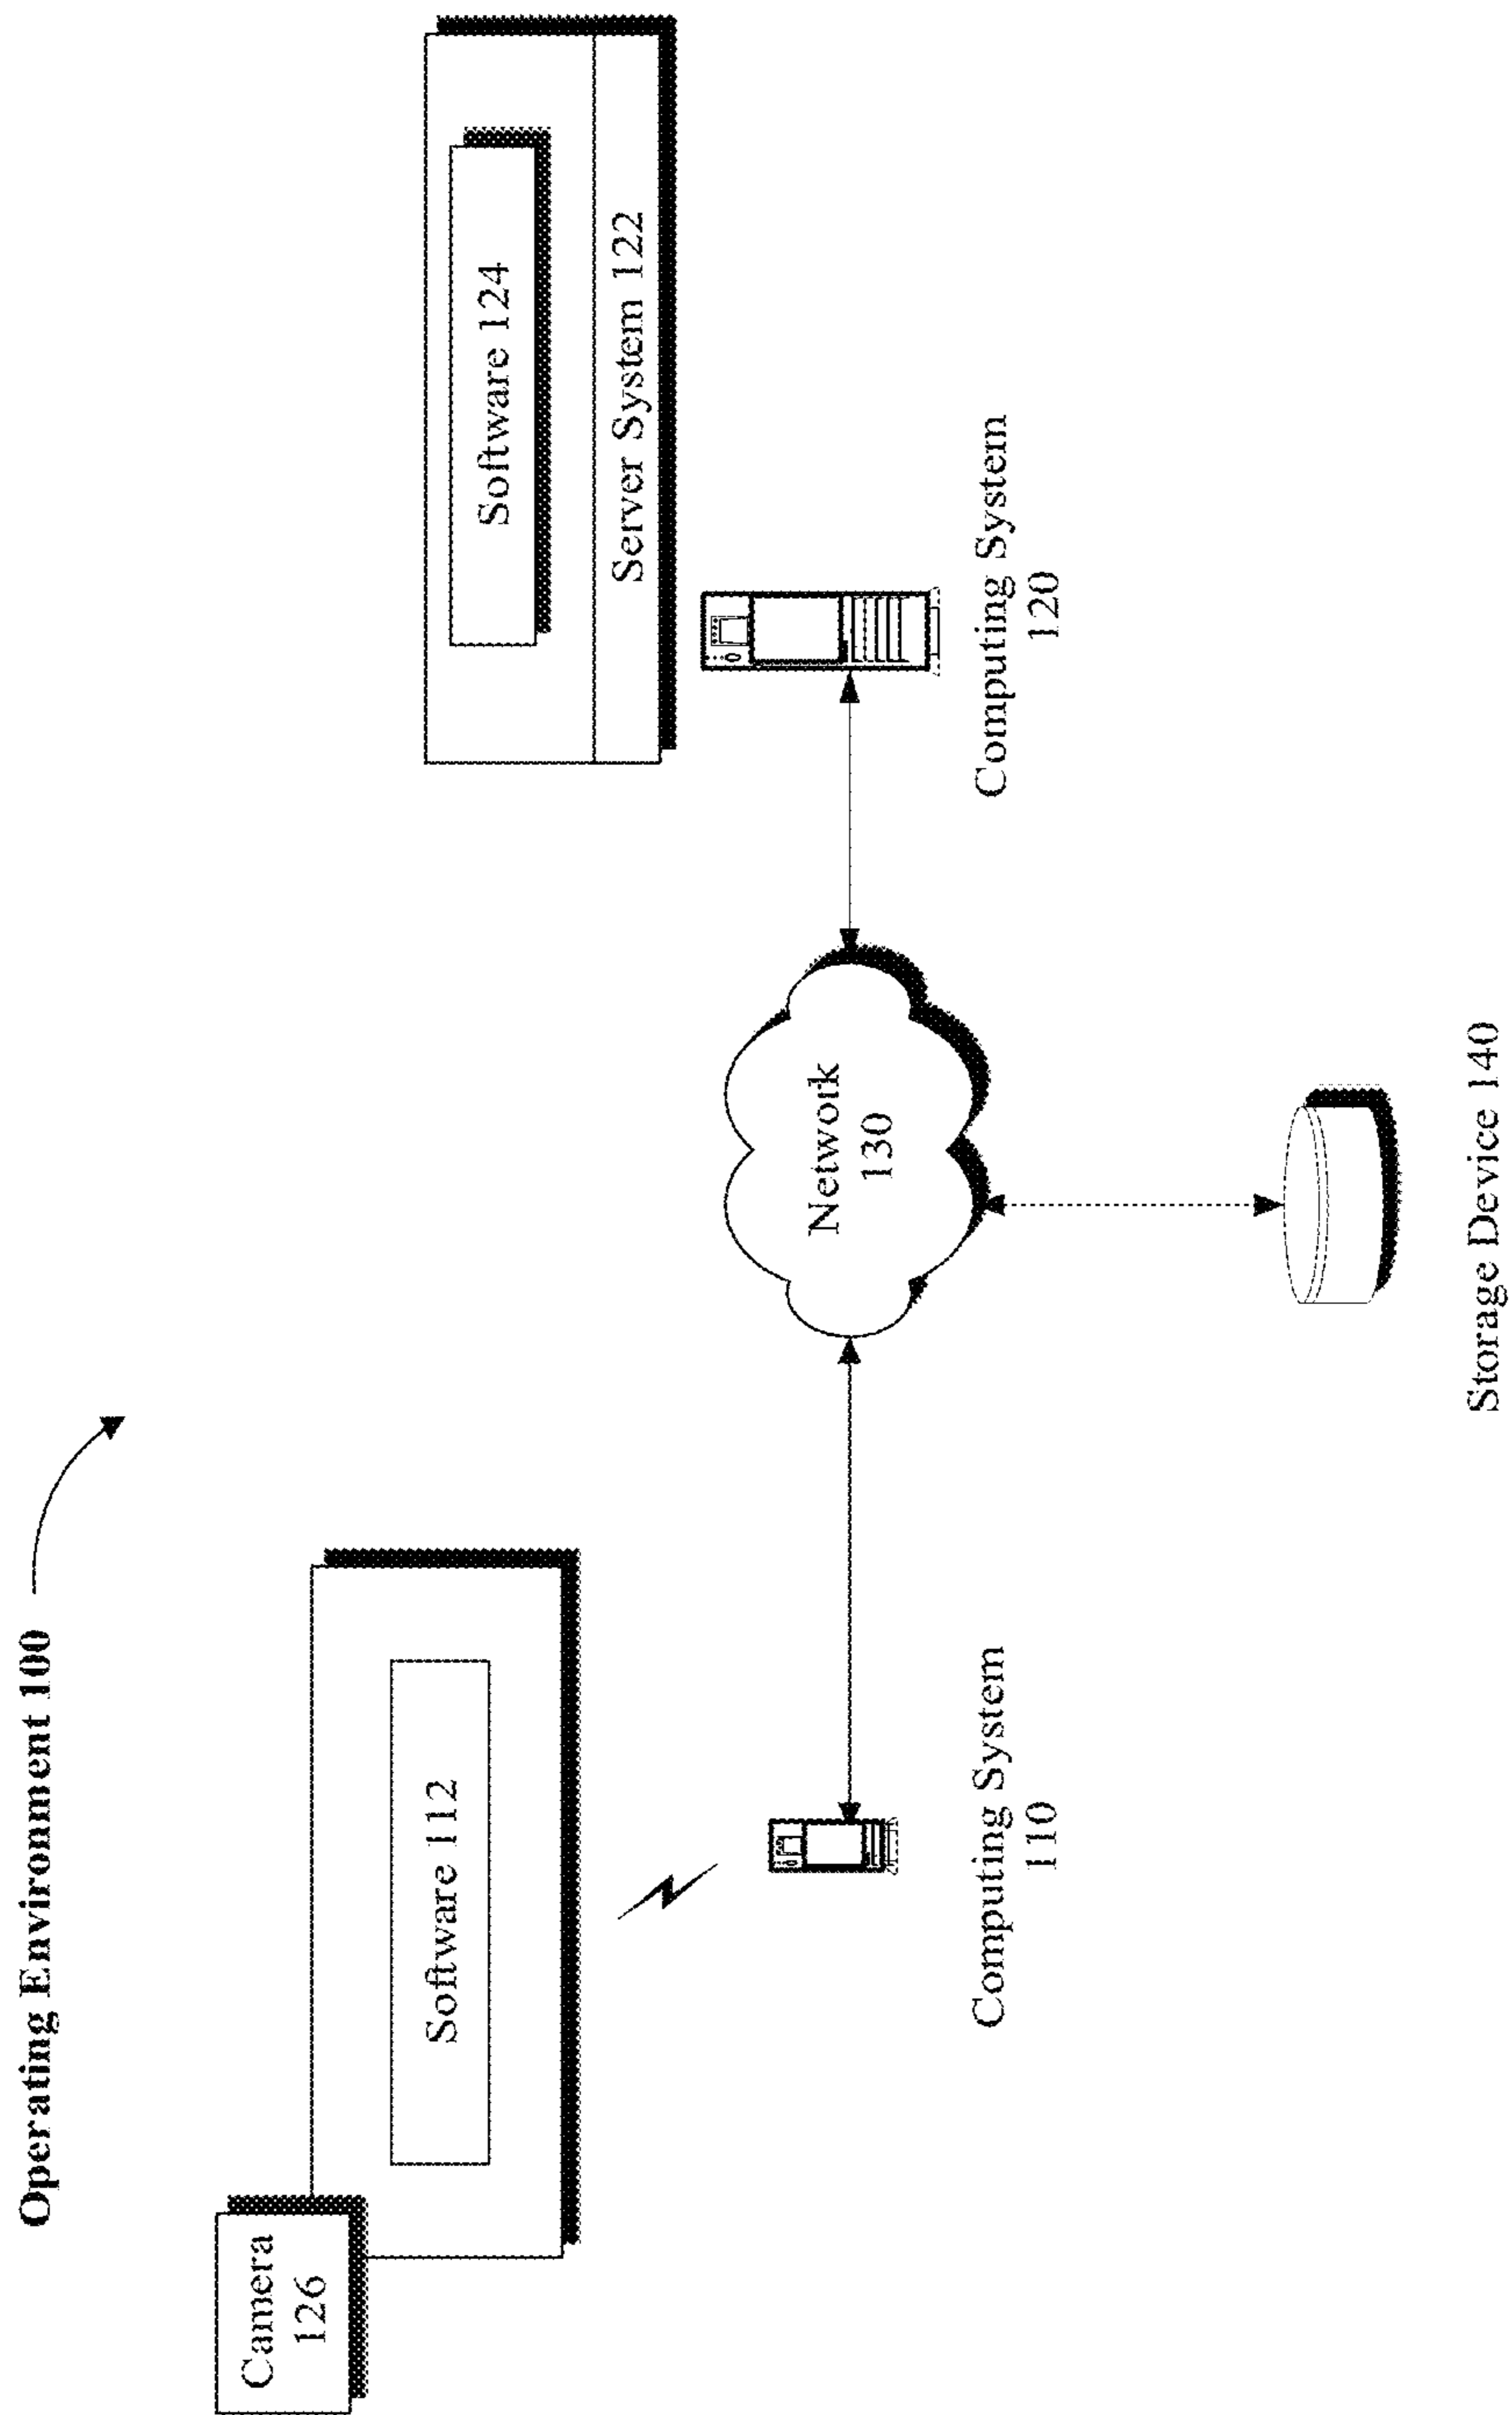 Operating Environment 100
Camera
126
Software 112
Software 124
Server System 122
Network
130
Computing System
110
Computing System
120
Storage Device 140